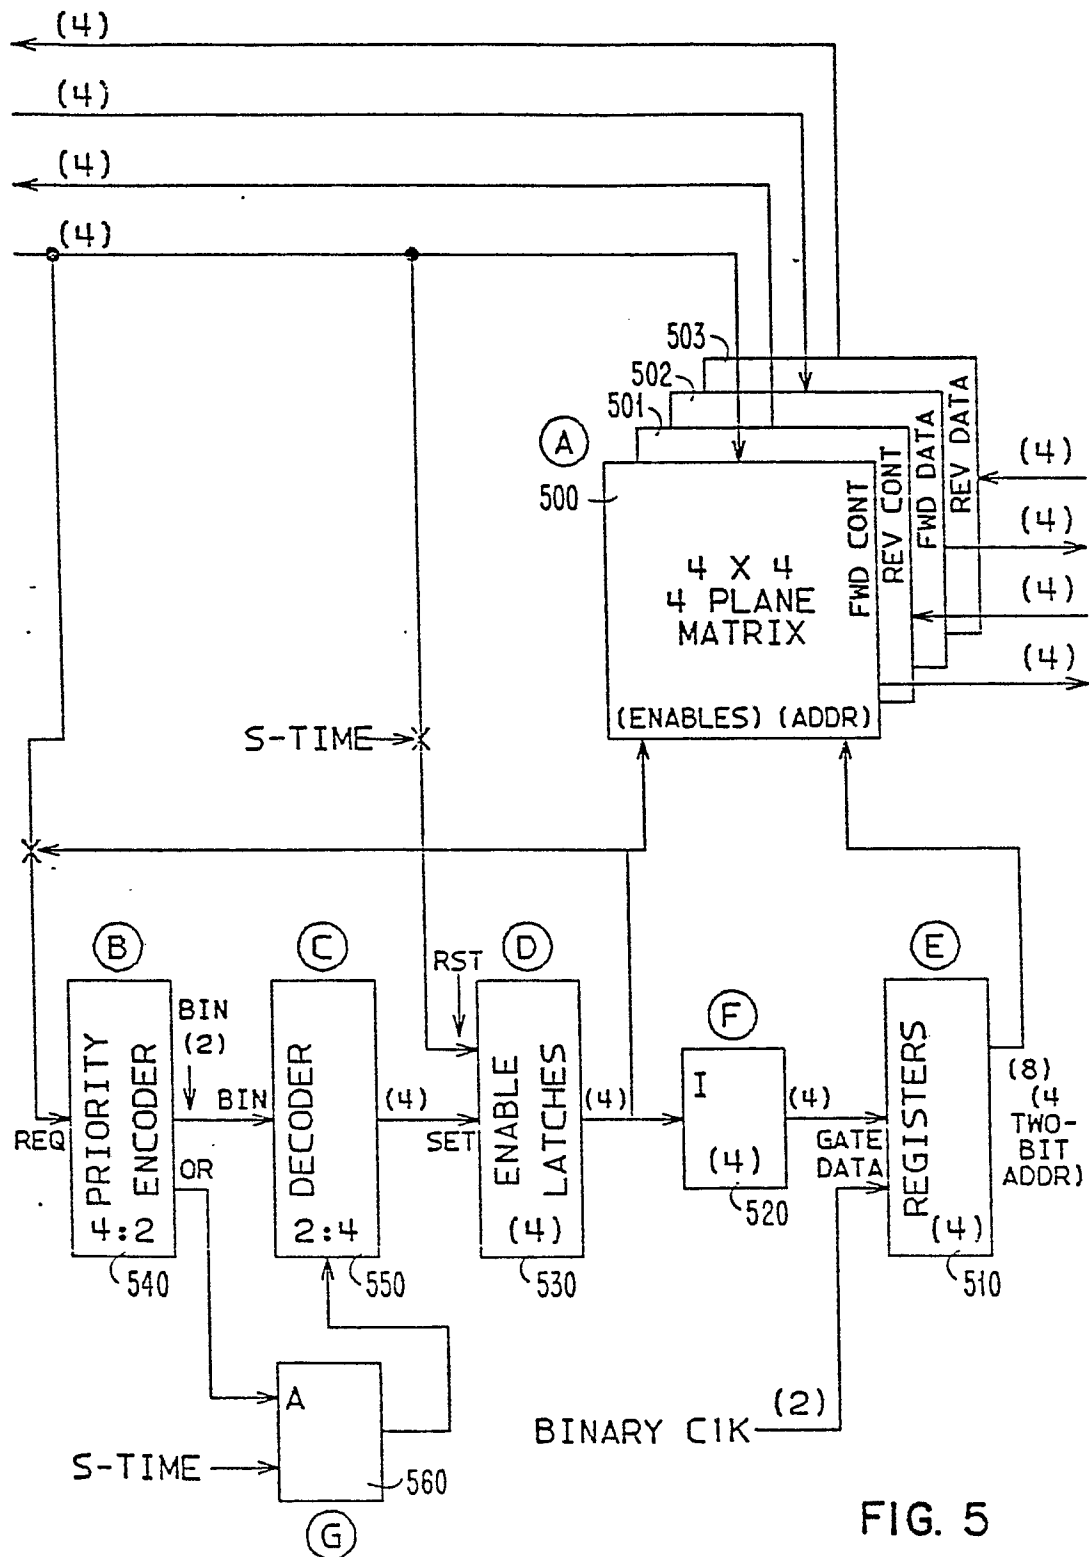 (4)
(4)
(4)
(4)
503
502
501
A
500
FWD CONT
REV CONT
FWD DATA
REV DATA
(4)
(4)
(4)
(4)
4 X 4
4 PLANE
MATRIX
(ENABLES) (ADDR)
S-TIME
B
C
D
E
F
RST
BIN
(2)
BIN
REQ
OR
PRIORITY
ENCODER
4:2
540
DECODER
2:4
550
(4)
SET
ENABLE
LATCHES
(4)
530
(4)
I
(4)
520
(4)
GATE
DATA
REGISTERS
(4)
510
(8)
(4
TWO-
BIT
ADDR)
A
560
S-TIME
G
BINARY C1K
(2)
FIG. 5